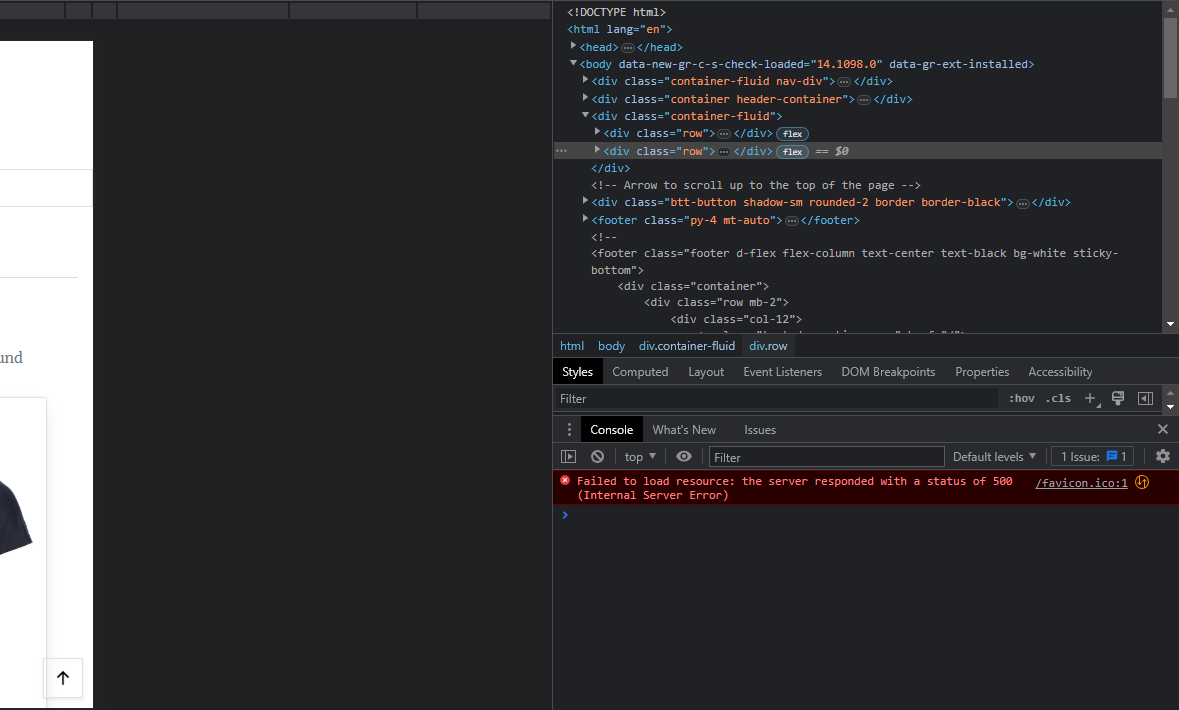 und
<!DOCTYPE html>
<html lang="en">
<head>…</head>
<body data-new-gr-c-s-check-loaded="14.1098.0" data-gr-ext-installed>
<div class="container-fluid nav-div">…</div>
<div class="container header-container">…</div>
<div class="container-fluid">
<div class="row">…</div> flex
<div class="row">…</div> flex == $0
</div>
<!-- Arrow to scroll up to the top of the page -->
<div class="btt-button shadow-sm rounded-2 border border-black">…</div>
<footer class="py-4 mt-auto">…</footer>
<!--
<footer class="footer d-flex flex-column text-center text-black bg-white sticky-
bottom">
<div class="container">
<div class="row mb-2">
<div class="col-12">
html body div.container-fluid div.row
Styles Computed Layout Event Listeners DOM Breakpoints Properties Accessibility
Filter :hov .cls
Console What's New Issues
top Filter Default levels 1 Issue: 1
Failed to load resource: the server responded with a status of 500 /favicon.ico:1
(Internal Server Error)